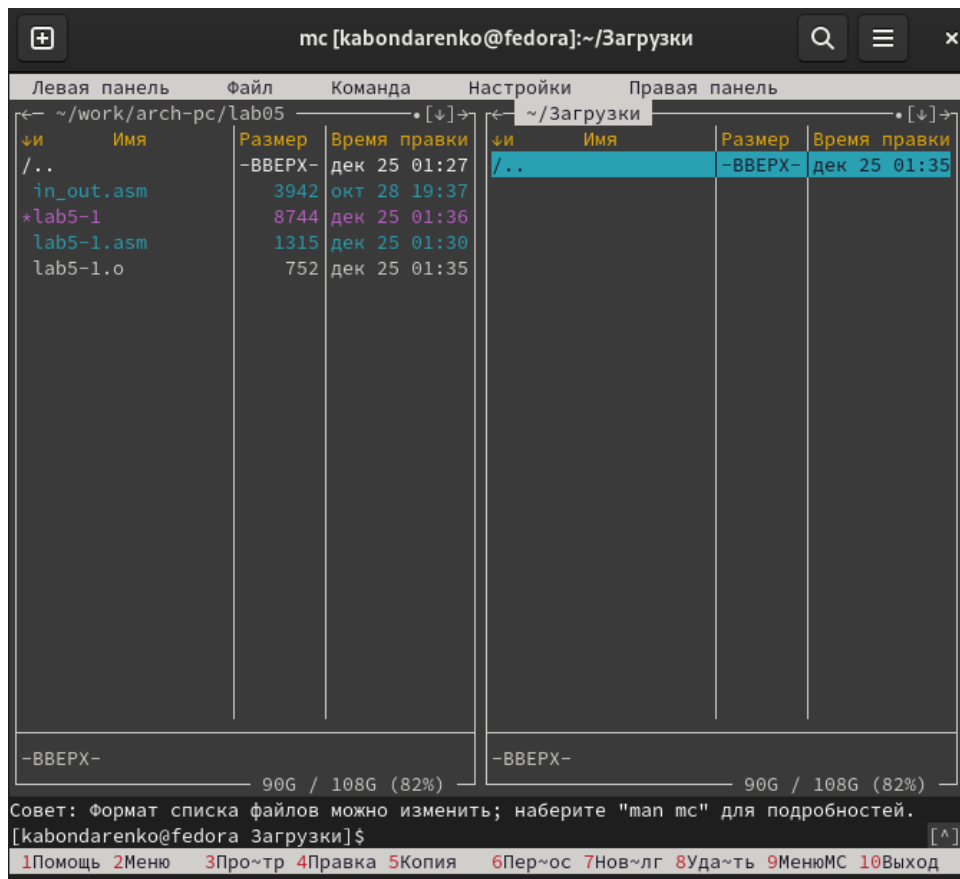 mc [kabondarenko@fedora]:~/Загрузки
Левая панель Файл Команда Настройки Правая панель
~/work/arch-pc/lab05 [↓] ~/Загрузки [↓]
↓и Имя Размер Время правки ↓и Имя Размер Время правки
/.. -ВВЕРХ- дек 25 01:27 /.. -ВВЕРХ- дек 25 01:35
in_out.asm 3942 окт 28 19:37
*lab5-1 8744 дек 25 01:36
lab5-1.asm 1315 дек 25 01:30
lab5-1.o 752 дек 25 01:35
-ВВЕРХ- -ВВЕРХ-
90G / 108G (82%) 90G / 108G (82%)
Совет: Формат списка файлов можно изменить; наберите "man mc" для подробностей.
[kabondarenko@fedora Загрузки]$ [^]
1Помощь 2Меню 3Про~тр 4Правка 5Копия 6Пер~ос 7Нов~лг 8Уда~ть 9МенюMC 10Выход